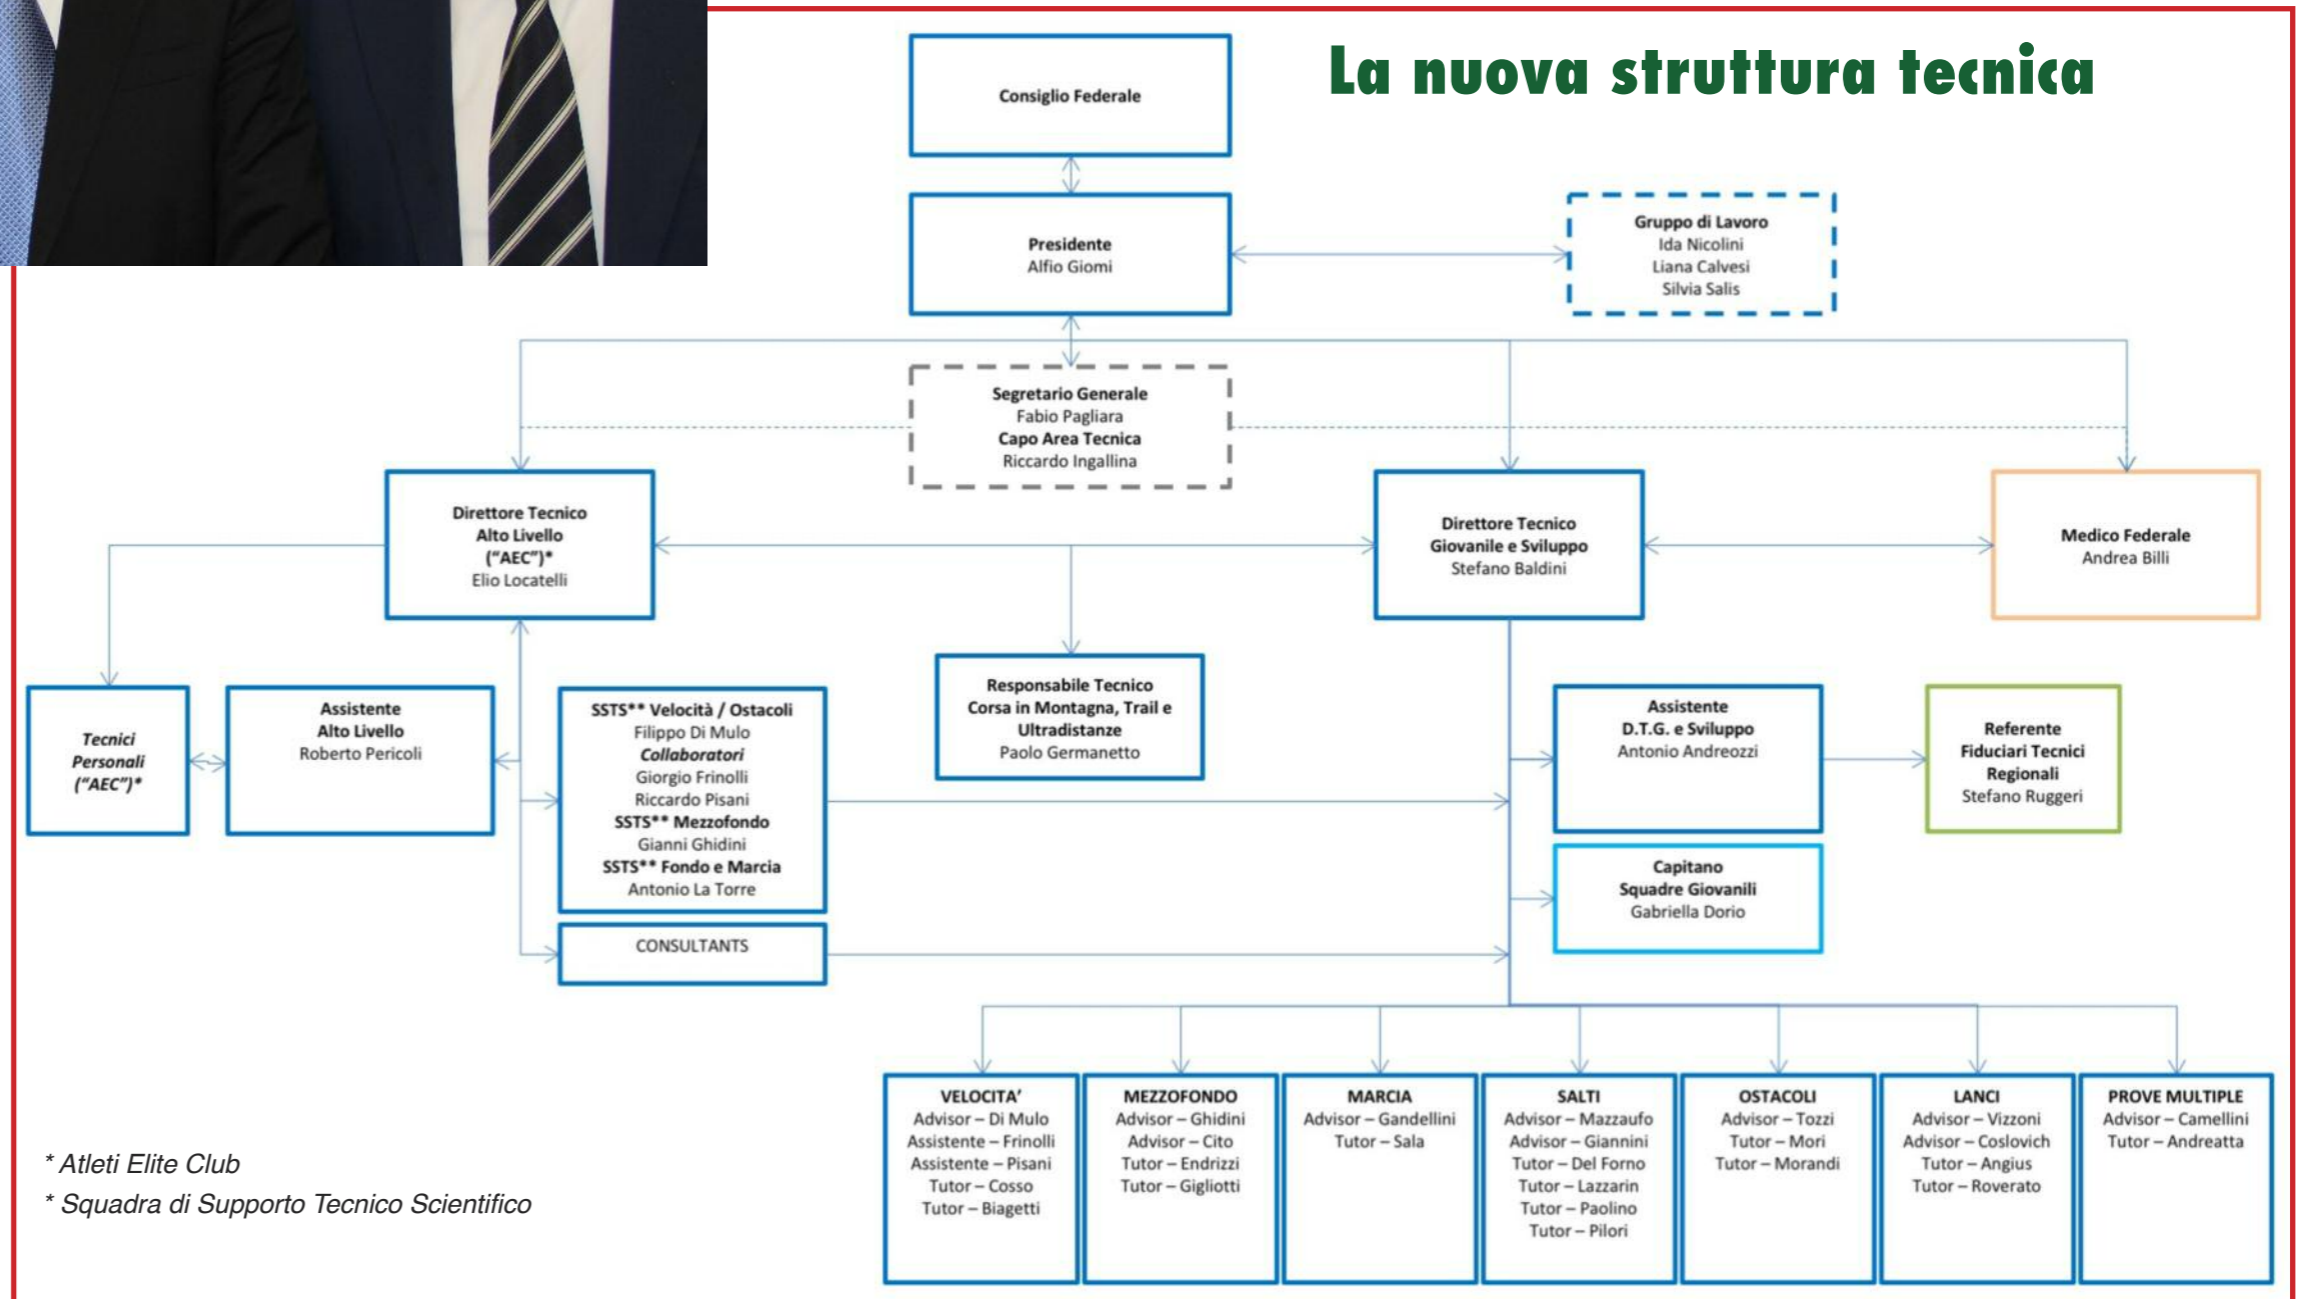 La nuova struttura tecnica
Consiglio Federale
Presidente
Alfio Giomi
Gruppo di Lavoro
Ida Nicolini
Liana Calvesi
Silvia Salis
Segretario Generale
Fabio Pagliara
Capo Area Tecnica
Riccardo Ingallina
Direttore Tecnico
Alto Livello
(“AEC”)*
Elio Locatelli
Direttore Tecnico
Giovanile e Sviluppo
Stefano Baldini
Medico Federale
Andrea Billi
Tecnici
Personali
(“AEC”)*
Assistente
Alto Livello
Roberto Pericoli
SSTS** Velocità / Ostacoli
Filippo Di Mulo
Collaboratori
Giorgio Frinolli
Riccardo Pisani
SSTS** Mezzofondo
Gianni Ghidini
SSTS** Fondo e Marcia
Antonio La Torre
CONSULTANTS
Responsabile Tecnico
Corsa in Montagna, Trail e
Ultradistanze
Paolo Germanetto
Assistente
D.T.G. e Sviluppo
Antonio Andreozzi
Referente
Fiduciari Tecnici
Regionali
Stefano Ruggeri
Capitano
Squadre Giovanili
Gabriella Dorio
VELOCITA’
Advisor – Di Mulo
Assistente – Frinolli
Assistente – Pisani
Tutor – Cosso
Tutor – Biagetti
MEZZOFONDO
Advisor – Ghidini
Advisor – Cito
Tutor – Endrizzi
Tutor – Gigliotti
MARCIA
Advisor – Gandellini
Tutor – Sala
SALTI
Advisor – Mazzaufo
Advisor – Giannini
Tutor – Del Forno
Tutor – Lazzarin
Tutor – Paolino
Tutor – Pilori
OSTACOLI
Advisor – Tozzi
Tutor – Mori
Tutor – Morandi
LANCI
Advisor – Vizzoni
Advisor – Coslovich
Tutor – Angius
Tutor – Roverato
PROVE MULTIPLE
Advisor – Camellini
Tutor – Andreatta
* Atleti Elite Club
* Squadra di Supporto Tecnico Scientifico